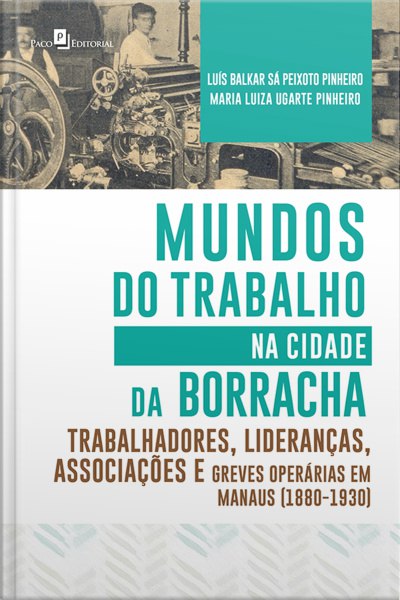 PACO EDITORIAL
LUÍS BALKAR SÁ PEIXOTO PINHEIRO
MARIA LUIZA UGARTE PINHEIRO
MUNDOS
DO TRABALHO
NA CIDADE
DA BORRACHA
TRABALHADORES, LIDERANÇAS,
ASSOCIAÇÕES E GREVES OPERÁRIAS EM
MANAUS (1880-1930)